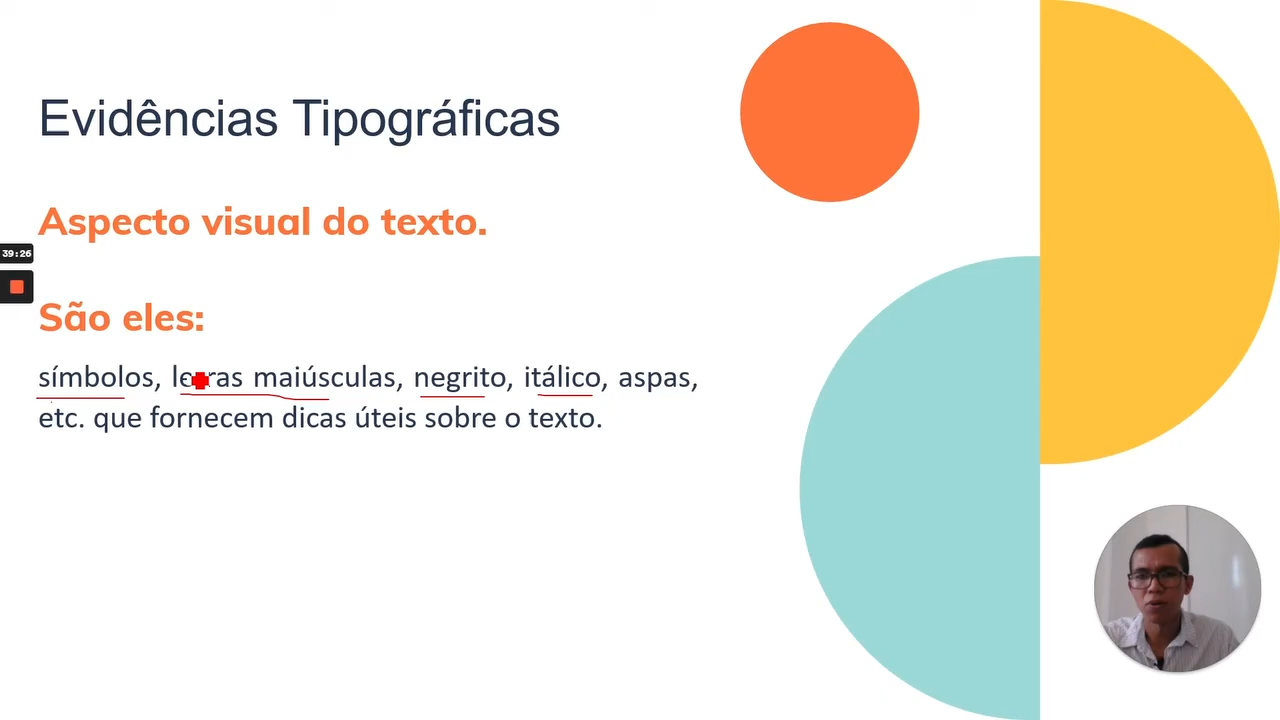 Evidências Tipográficas
Aspecto visual do texto.
39:26
São eles:
símbolos, letras maiúsculas, negrito, itálico, aspas,
etc. que fornecem dicas úteis sobre o texto.